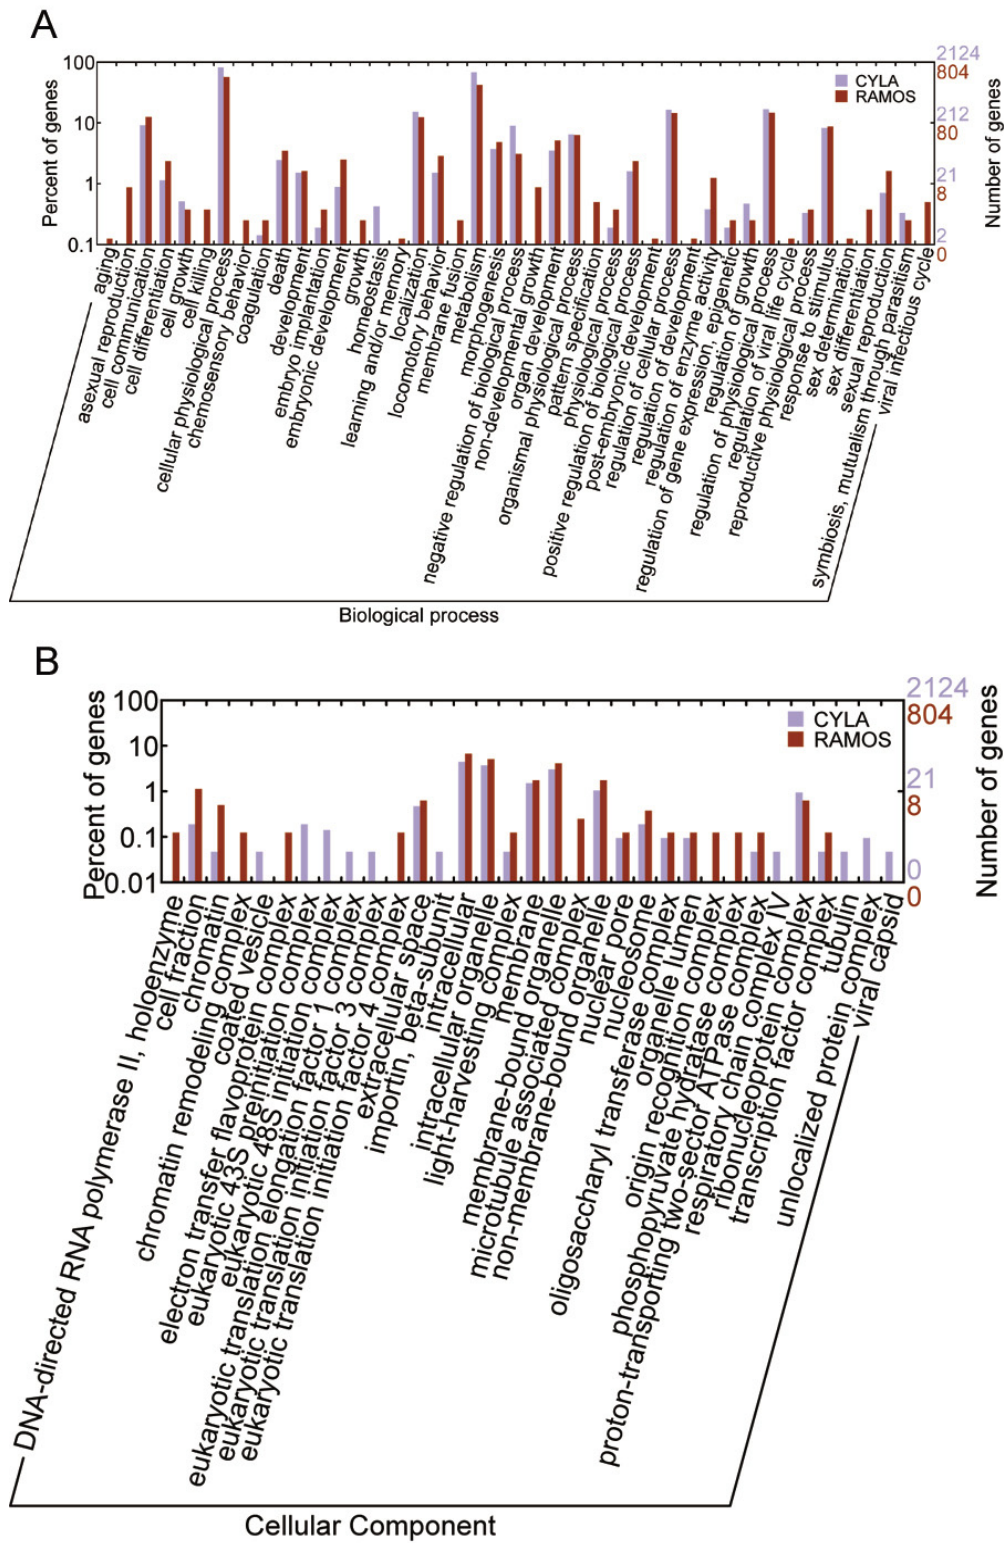 A
100
10
1
0.1
Percent of genes
2124
804
212
80
21
8
2
0
Number of genes
CYLA
RAMOS
aging
asexual reproduction
cell communication
cell differentiation
cell growth
cell killing
cellular physiological process
chemosensory behavior
coagulation
death
development
embryo implantation
embryonic development
growth
homeostasis
learning and/or memory
localization
locomotory behavior
membrane fusion
metabolism
morphogenesis
negative regulation of biological process
non-developmental growth
organ development
organismal physiological process
pattern specification
physiological process
positive regulation of biological process
post-embryonic development
regulation of cellular process
regulation of development
regulation of enzyme activity
regulation of gene expression, epigenetic
regulation of growth
regulation of physiological process
regulation of viral life cycle
reproductive physiological process
response to stimulus
sex determination
sex differentiation
sexual reproduction
symbiosis, mutualism through parasitism
viral infectious cycle
Biological process
B
100
10
1
0.1
0.01
Percent of genes
2124
804
21
8
0
0
Number of genes
CYLA
RAMOS
DNA-directed RNA polymerase II, holoenzyme
cell fraction
chromatin
chromatin remodeling complex
coated vesicle
electron transfer flavoprotein complex
eukaryotic 43S preinitiation complex
eukaryotic 48S initiation complex
eukaryotic translation elongation factor 1 complex
eukaryotic translation initiation factor 3 complex
eukaryotic translation initiation factor 4 complex
extracellular space
importin, beta-subunit
intracellular
intracellular organelle
light-harvesting complex
membrane
membrane-bound organelle
microtubule associated complex
non-membrane-bound organelle
nuclear pore
nucleosome
oligosaccharyl transferase complex
organelle lumen
origin recognition complex
phosphopyruvate hydratase complex
proton-transporting two-sector ATPase complex
respiratory chain complex IV
ribonucleoprotein complex
transcription factor complex
tubulin
unlocalized protein complex
viral capsid
Cellular Component